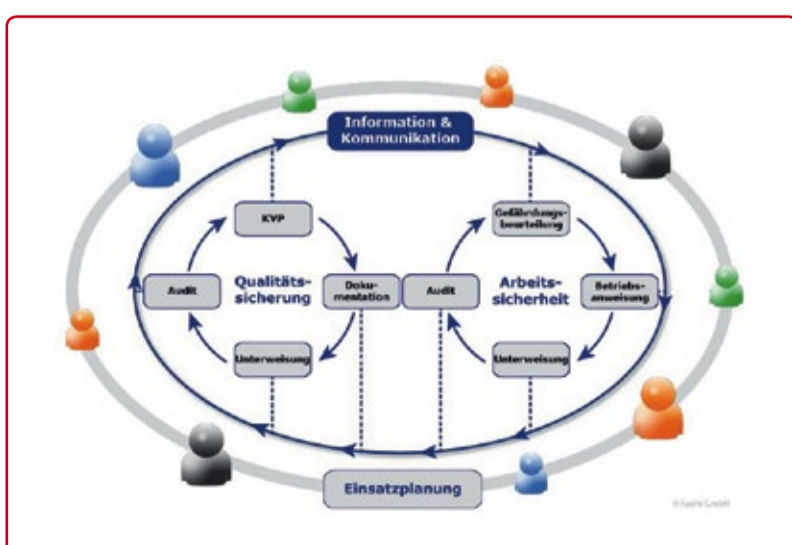 Information &
Kommunikation
KVP
Gefährdungs-
beurteilung
Audit
Qualitäts-
sicherung
Doku-
mentation
Audit
Arbeits-
sicherheit
Betriebs-
anweisung
Unterweisung
Unterweisung
Einsatzplanung